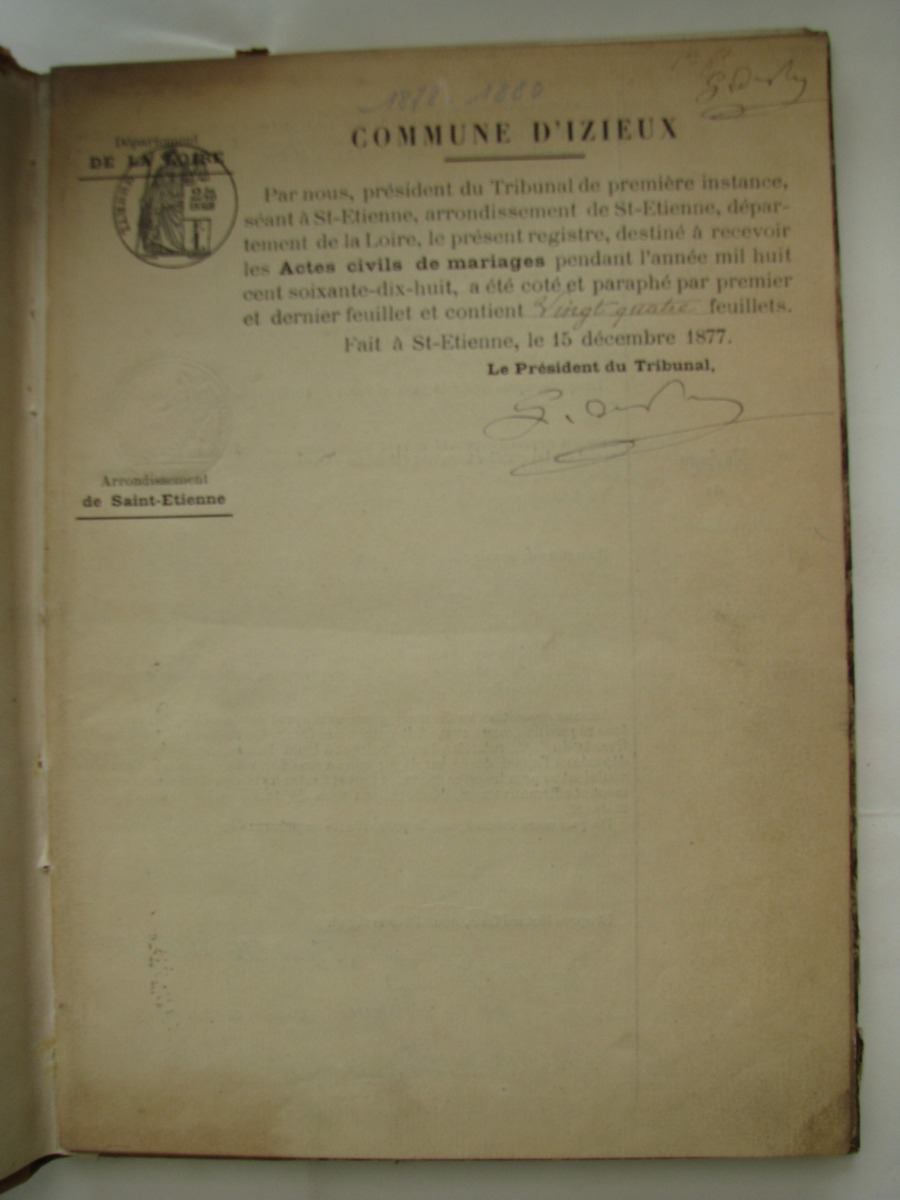 1878-1880
COMMUNE D'IZIEUX
Département
DE LA LOIRE
25
Par nous, président du Tribunal de première instance,
séant à St-Etienne, arrondissement de St-Etienne, dépar-
tement de la Loire, le présent registre, destiné à recevoir
les Actes civils de mariages pendant l'année mil huit
cent soixante-dix-huit, a été coté et paraphé par premier
et dernier feuillet et contient Vingt quatre feuillets.
Fait à St-Etienne, le 15 décembre 1877.
Le Président du Tribunal,
Arrondissement
de Saint-Etienne